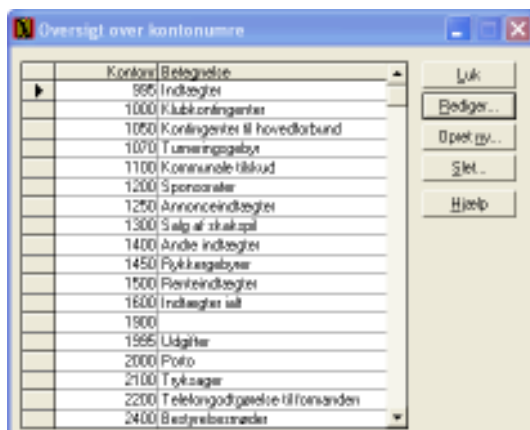 Oversigt over kontonumre
Kontonr Betegnelse
995 Indtægter
1000 Klubkontingenter
1050 Kontingenter til hovedforbund
1070 Turneringsgebyr
1100 Kommunale tilskud
1200 Sponsorater
1250 Annonceindtægter
1300 Salg af skakspil
1400 Andre indtægter
1450 Rykkergebyrer
1500 Renteindtægter
1600 Indtægter ialt
1900
1995 Udgifter
2000 Porto
2100 Tryksager
2200 Telefongodtgørelse til formanden
2400 Bestyrelsesmøder
Luk
Rediger...
Opret ny...
Slet...
Hjælp